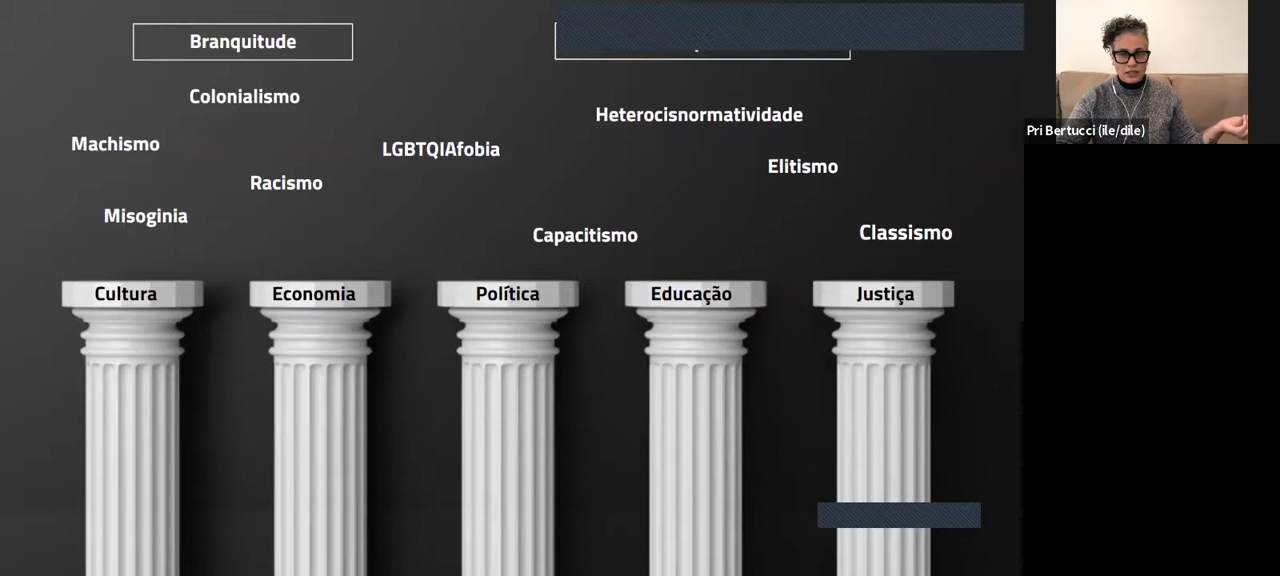 Branquitude
Colonialismo
Heterocisnormatividade
Machismo
LGBTQIAfobia
Elitismo
Racismo
Misoginia
Capacitismo
Classismo
Cultura
Economia
Política
Educação
Justiça
Pri Bertucci (ile/dile)